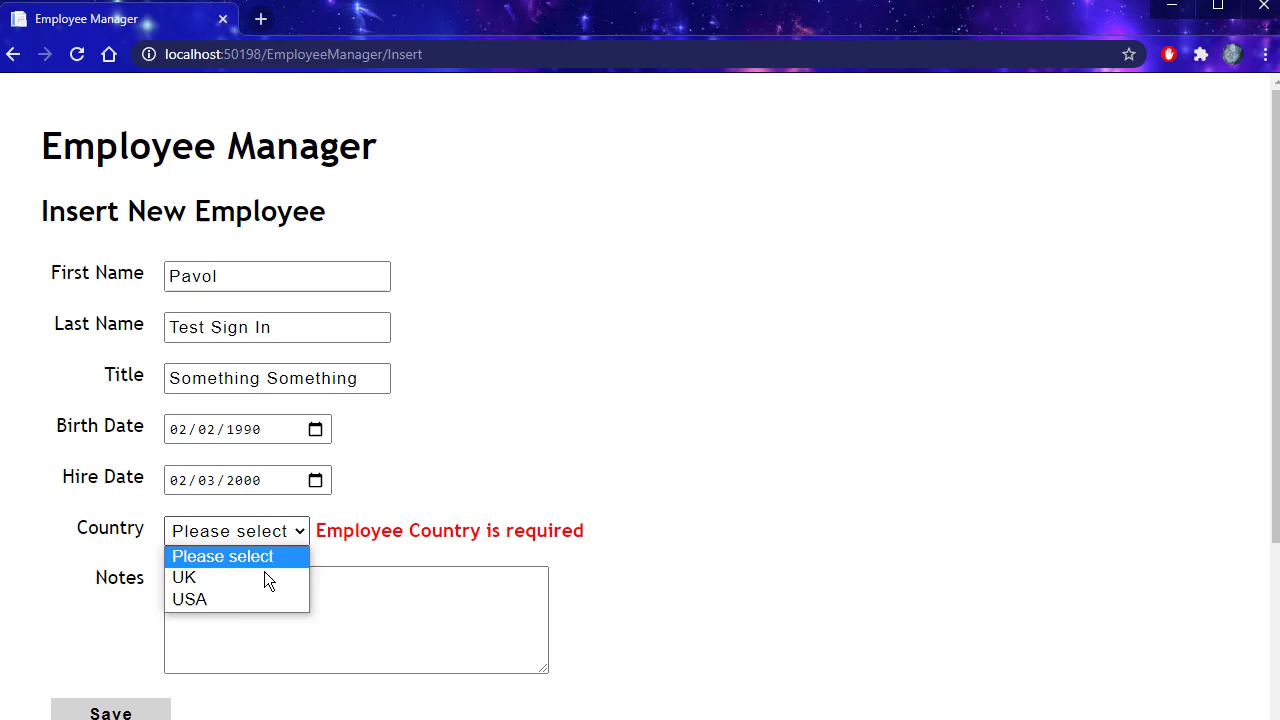 Employee Manager
localhost:50198/EmployeeManager/Insert
Employee Manager
Insert New Employee
First Name Pavol
Last Name Test Sign In
Title Something Something
Birth Date 02/02/1990
Hire Date 02/03/2000
Country Please select Employee Country is required
Please select
Notes UK
USA
Save